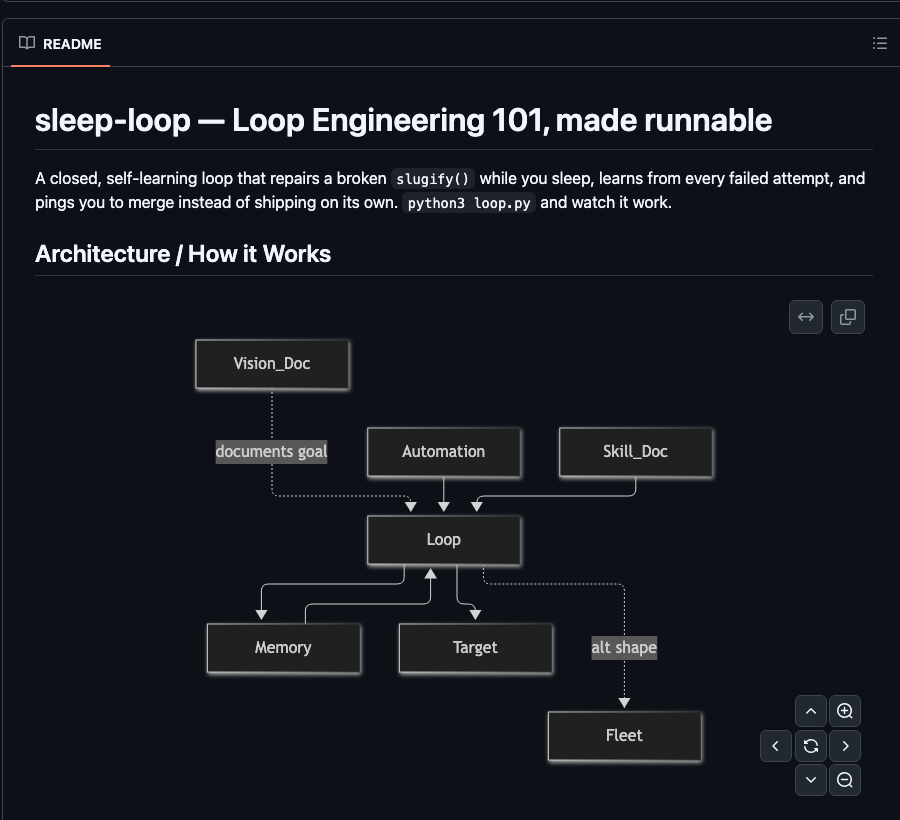 README
sleep-loop — Loop Engineering 101, made runnable
A closed, self-learning loop that repairs a broken slugify() while you sleep, learns from every failed attempt, and
pings you to merge instead of shipping on its own. python3 loop.py and watch it work.
Architecture / How it Works
Vision_Doc
documents goal
Automation
Skill_Doc
Loop
Memory
Target
alt shape
Fleet